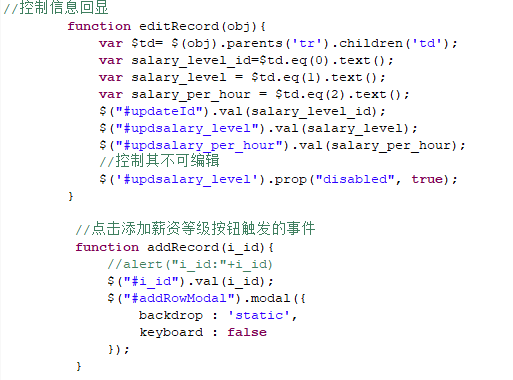 //控制信息回显
function editRecord(obj){
var $td= $(obj).parents('tr').children('td');
var salary_level_id=$td.eq(0).text();
var salary_level = $td.eq(1).text();
var salary_per_hour = $td.eq(2).text();
$("#updateId").val(salary_level_id);
$("#updsalary_level").val(salary_level);
$("#updsalary_per_hour").val(salary_per_hour);
//控制其不可编辑
$('#updsalary_level').prop("disabled", true);
}
//点击添加薪资等级按钮触发的事件
function addRecord(i_id){
//alert("i_id:"+i_id)
$("#i_id").val(i_id);
$("#addRowModal").modal({
backdrop : 'static',
keyboard : false
});
}